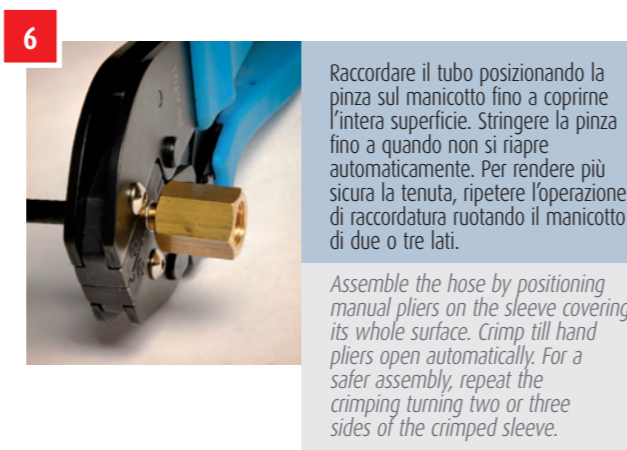 6
Raccordare il tubo posizionando la
pinza sul manicotto fino a coprirne
l'intera superficie. Stringere la pinza
fino a quando non si riapre
automaticamente. Per rendere più
sicura la tenuta, ripetere l'operazione
di raccordatura ruotando il manicotto
di due o tre lati.
Assemble the hose by positioning
manual pliers on the sleeve covering
its whole surface. Crimp till hand
pliers open automatically. For a
safer assembly, repeat the
crimping turning two or three
sides of the crimped sleeve.